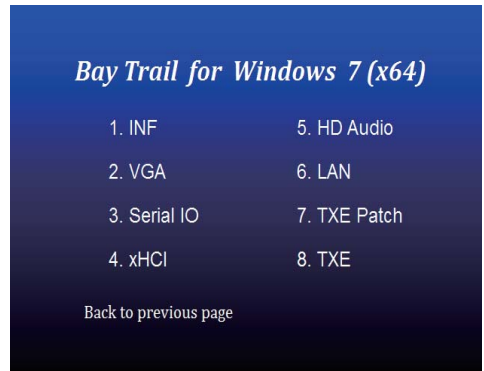 Bay Trail for Windows 7 (x64)
1. INF
2. VGA
3. Serial IO
4. xHCI
5. HD Audio
6. LAN
7. TXE Patch
8. TXE
Back to previous page